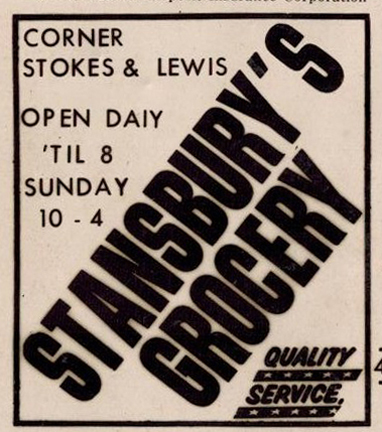 CORNER
STOKES & LEWIS
OPEN DAIY
'TIL 8
SUNDAY
10 - 4
STANSBURY'S
GROCERY
QUALITY
SERVICE.